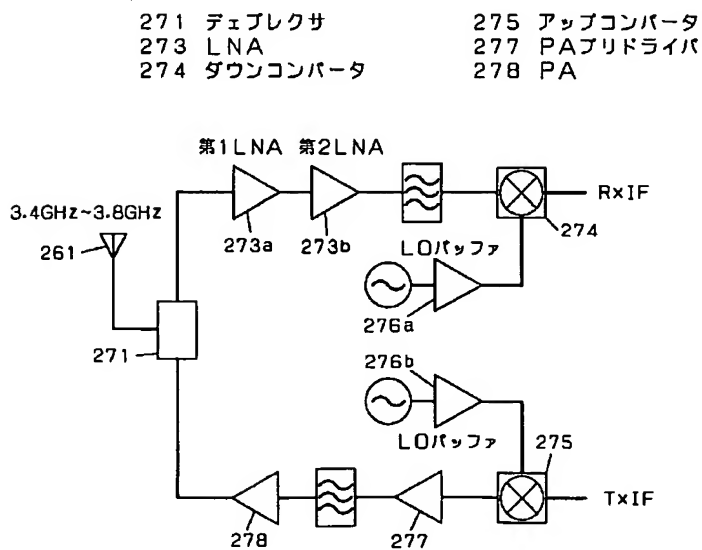 271 デェプレクサ
273 LNA
274 ダウンコンバータ
275 アップコンバータ
277 PAプリドライバ
278 PA
第1LNA 第2LNA
3.4GHz~3.8GHz
261
273a
273b
RxIF
274
LOバッファ
276a
271
276b
LOバッファ
275
TxIF
278
277